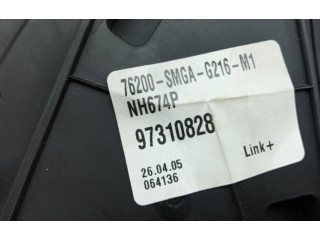 76200-SMGA-G216-M1
NH674P
97310828
Link+
26.04.05
064136